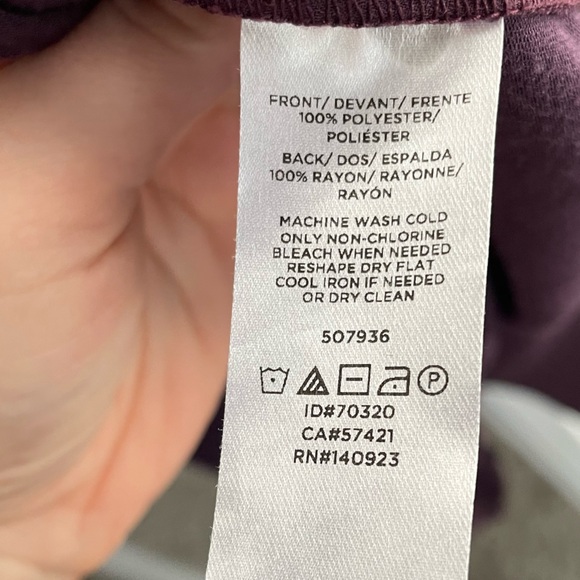 FRONT/ DEVANT/ FRENTE
100% POLYESTER/
POLIÉSTER
BACK/ DOS/ ESPALDA
100% RAYON/ RAYONNE/
RAYÓN
MACHINE WASH COLD
ONLY NON-CHLORINE
BLEACH WHEN NEEDED
RESHAPE DRY FLAT
COOL IRON IF NEEDED
OR DRY CLEAN
507936
P
ID#70320
CA#57421
RN#140923